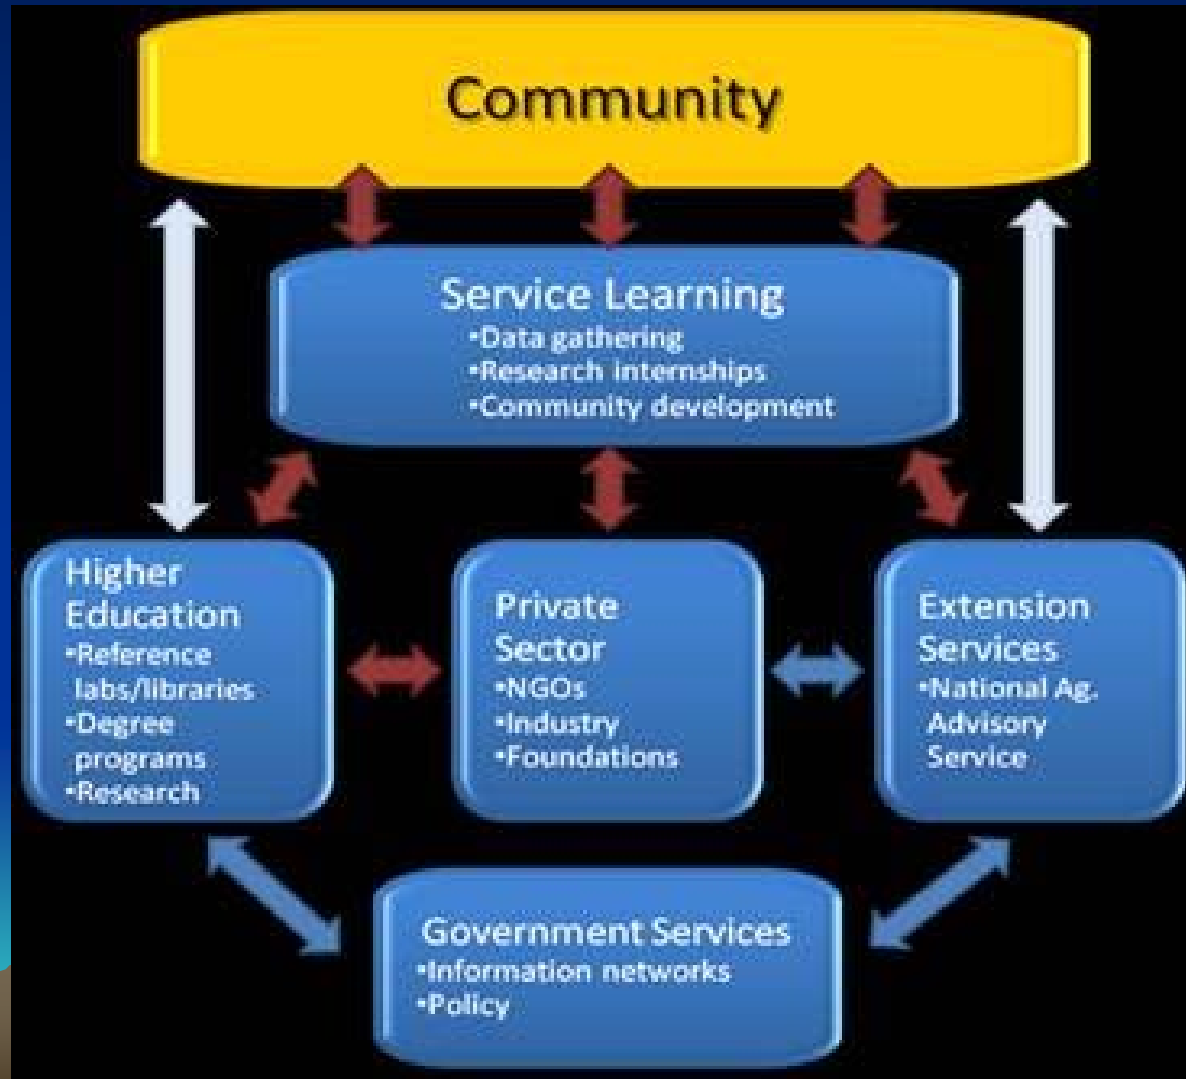 Community
Service Learning
•Data gathering
•Research internships
•Community development
Higher
Education
•Reference
labs/libraries
•Degree
programs
•Research
Private
Sector
•NGOs
•Industry
•Foundations
Extension
Services
•National Ag.
Advisory
Service
Government Services
•Information networks
•Policy